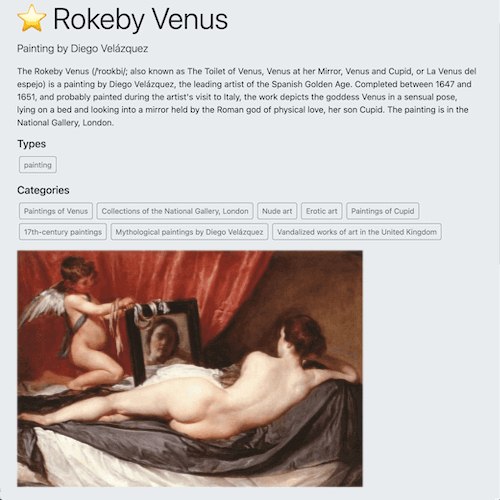 Rokeby Venus
Painting by Diego Velázquez
The Rokeby Venus (/ˈroʊkbi/; also known as The Toilet of Venus, Venus at her Mirror, Venus and Cupid, or La Venus del
espejo) is a painting by Diego Velázquez, the leading artist of the Spanish Golden Age. Completed between 1647 and
1651, and probably painted during the artist's visit to Italy, the work depicts the goddess Venus in a sensual pose,
lying on a bed and looking into a mirror held by the Roman god of physical love, her son Cupid. The painting is in the
National Gallery, London.
Types
painting
Categories
Paintings of Venus Collections of the National Gallery, London Nude art Erotic art Paintings of Cupid
17th-century paintings Mythological paintings by Diego Velázquez Vandalized works of art in the United Kingdom